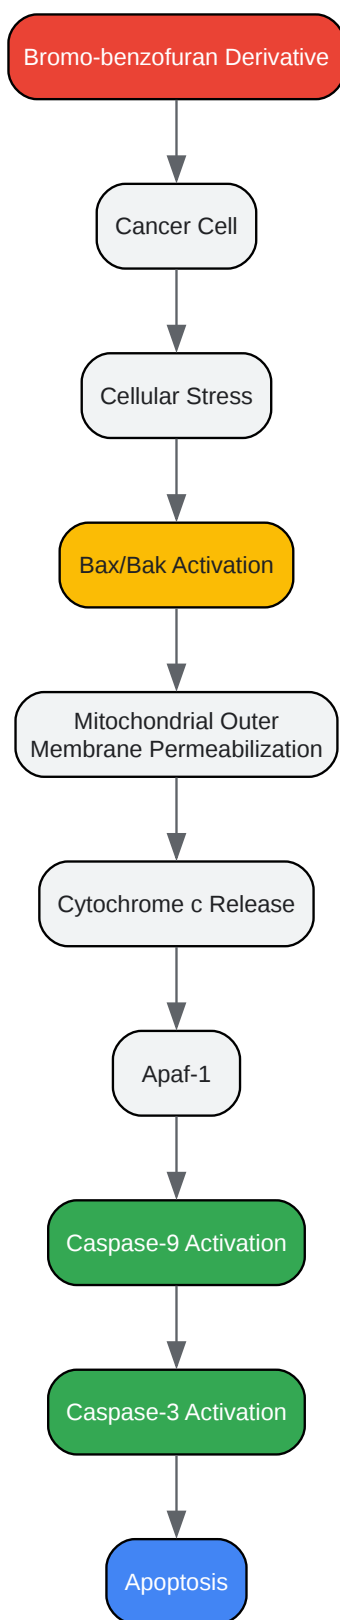 Bromo-benzofuran Derivative
Cancer Cell
Cellular Stress
Bax/Bak Activation
Mitochondrial Outer
Membrane Permeabilization
Cytochrome c Release
Apaf-1
Caspase-9 Activation
Caspase-3 Activation
Apoptosis